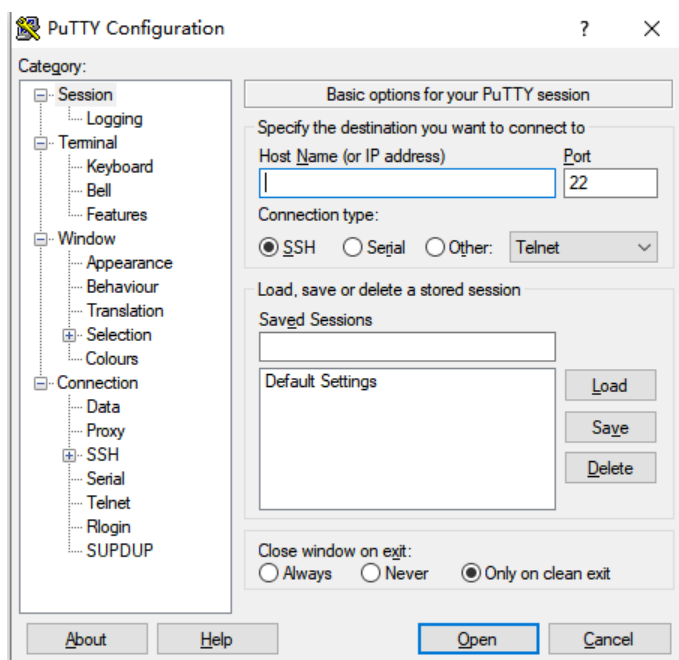 PuTTY Configuration
?
Category:
Session
Logging
Terminal
Keyboard
Bell
Features
Window
Appearance
Behaviour
Translation
Selection
Colours
Connection
Data
Proxy
SSH
Serial
Telnet
Rlogin
SUPDUP
Basic options for your PuTTY session
Specify the destination you want to connect to
Host Name (or IP address) Port
22
Connection type:
SSH Serial Other: Telnet
Load, save or delete a stored session
Saved Sessions
Default Settings
Load
Save
Delete
Close window on exit:
Always Never Only on clean exit
About Help Open Cancel